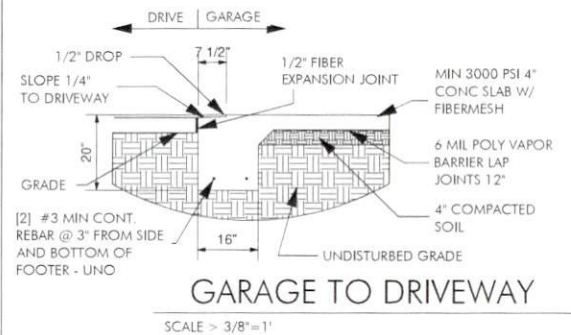 DRIVE GARAGE
7 1/2"
1/2" DROP
SLOPE 1/4"
TO DRIVEWAY
1/2" FIBER
EXPANSION JOINT
MIN 3000 PSI 4"
CONC SLAB W/
FIBERMESH
20"
6 MIL POLY VAPOR
BARRIER LAP
JOINTS 12"
GRADE
4" COMPACTED
SOIL
[2] #3 MIN CONT.
REBAR @ 3" FROM SIDE
AND BOTTOM OF
FOOTER - UNO
16"
UNDISTURBED GRADE
GARAGE TO DRIVEWAY
SCALE > 3/8"=1'